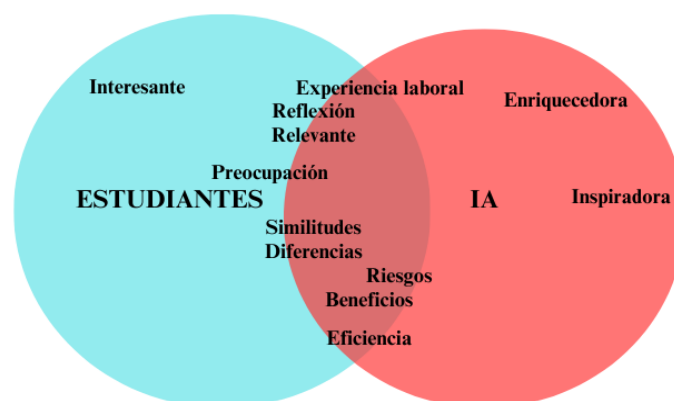 Interesante
Experiencia laboral
Enriquecedora
Reflexión
Relevante
Preocupación
ESTUDIANTES
IA
Inspiradora
Similitudes
Diferencias
Riesgos
Beneficios
Eficiencia